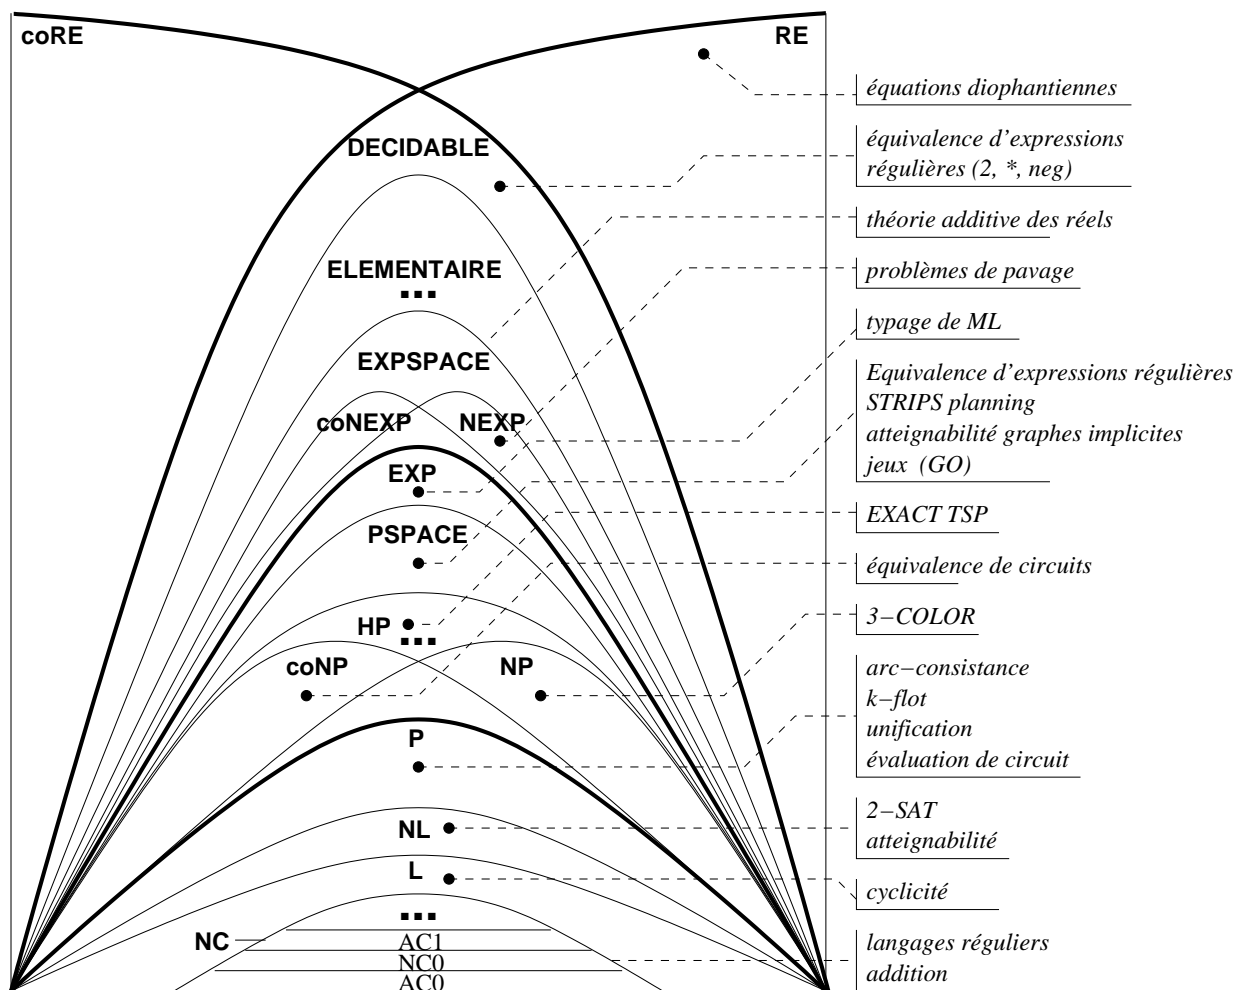 coRE
RE
DECIDABLE
ELEMENTAIRE
EXPSPACE
coNEXP
NEXP
EXP
PSPACE
HP
coNP
NP
P
NL
L
NC
AC1
NC0
AC0
équations diophantiennes
équivalence d'expressions
régulières (2, *, neg)
théorie additive des réels
problèmes de pavage
typage de ML
Equivalence d'expressions régulières
STRIPS planning
atteignabilité graphes implicites
jeux (GO)
EXACT TSP
équivalence de circuits
3−COLOR
arc−consistance
k−flot
unification
évaluation de circuit
2−SAT
atteignabilité
cyclicité
langages réguliers
addition